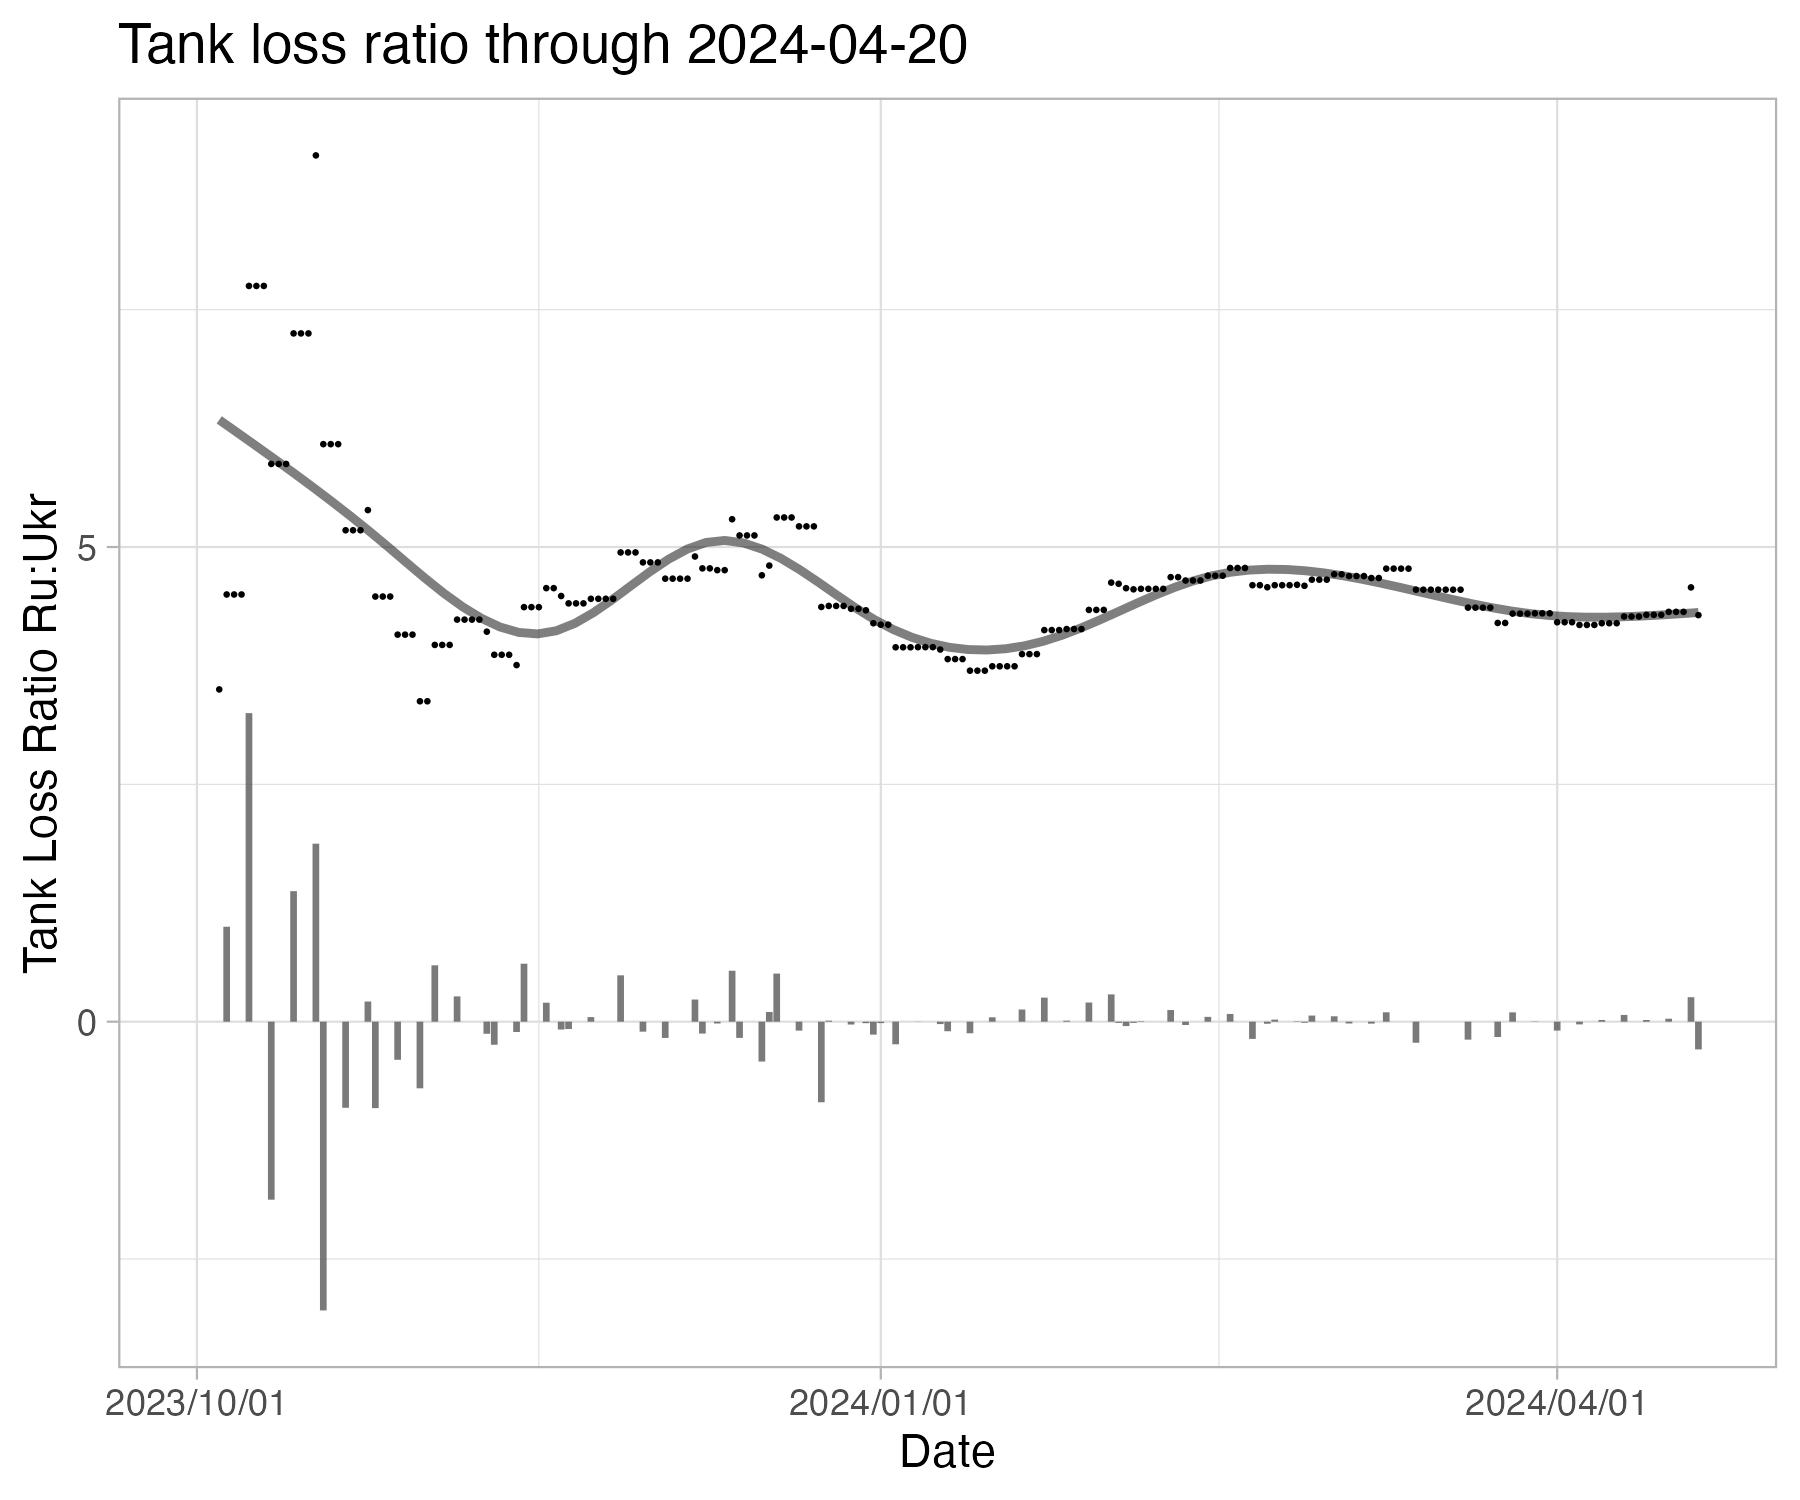 Tank loss ratio through 2024-04-20
Tank Loss Ratio Ru:Ukr
5
0
2023/10/01
2024/01/01
2024/04/01
Date